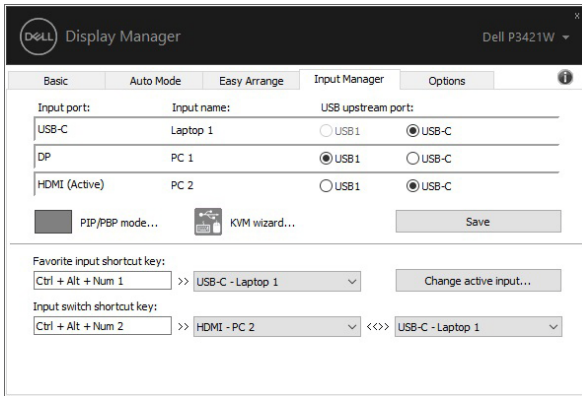 x
DELL Display Manager Dell P3421W
Basic Auto Mode Easy Arrange Input Manager Options i
Input port: Input name: USB upstream port:
USB-C Laptop 1 USB1 USB-C
DP PC 1 USB1 USB-C
HDMI (Active) PC 2 USB1 USB-C
PIP/PBP mode... KVM wizard... Save
Favorite input shortcut key:
Ctrl + Alt + Num 1 >> USB-C - Laptop 1 Change active input...
Input switch shortcut key:
Ctrl + Alt + Num 2 >> HDMI - PC 2 <<>> USB-C - Laptop 1